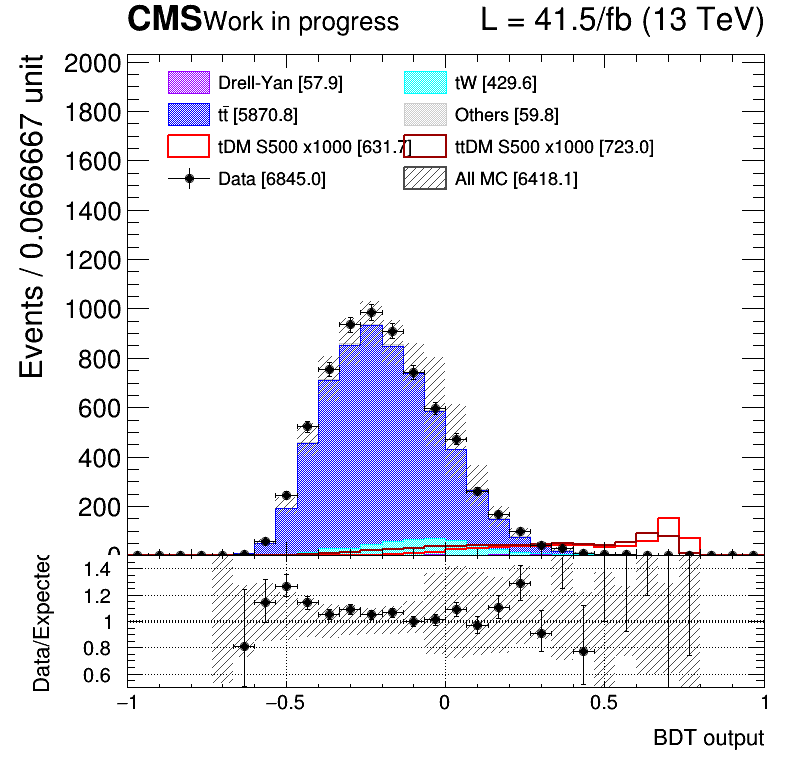 CMS Work in progress L = 41.5/fb (13 TeV)
Events / 0.0666667 unit
2000
1800
1600
1400
1200
1000
800
600
400
200
0
Drell-Yan [57.9] tW [429.6]
tt̄ [5870.8] Others [59.8]
tDM S500 x1000 [631.7] ttDM S500 x1000 [723.0]
Data [6845.0] All MC [6418.1]
Data/Expected
1.4
1.2
1
0.8
0.6
−1 −0.5 0 0.5 1
BDT output